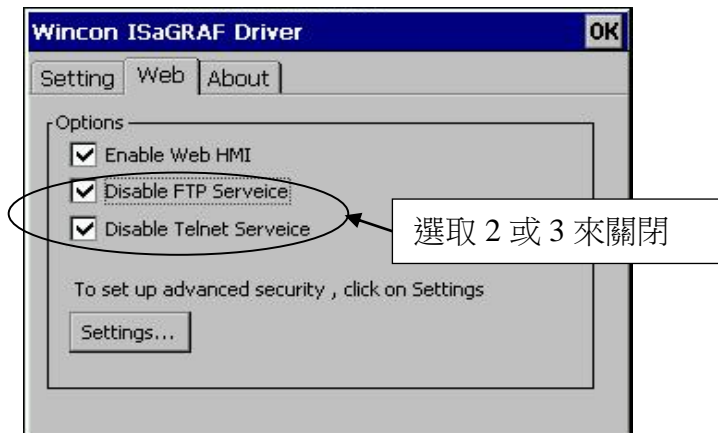 Wincon ISaGRAF Driver OK
Setting Web About
Options
Enable Web HMI
Disable FTP Serveice
Disable Telnet Serveice
選取 2 或 3 來關閉
To set up advanced security , click on Settings
Settings...